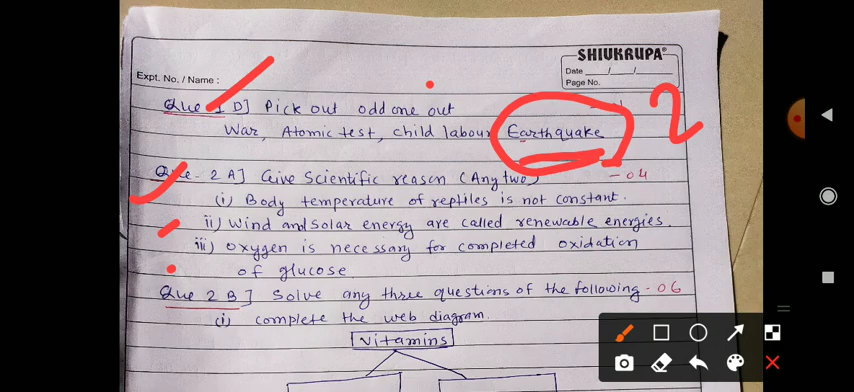 SHIVKRUPA®
Expt. No. / Name :
Date / /
Page No.
Que 1 D] Pick out odd one out
War, Atomic test, child labour, Earthquake
2
Que - 2 A] Give Scientific reason (Any two) - 04
(i) Body temperature of reptiles is not constant.
ii) Wind and solar energy are called renewable energies.
iii) oxygen is necessary for completed oxidation
of glucose
Que 2 B] Solve any three questions of the following - 06
(i) complete the web diagram.
Vitamins